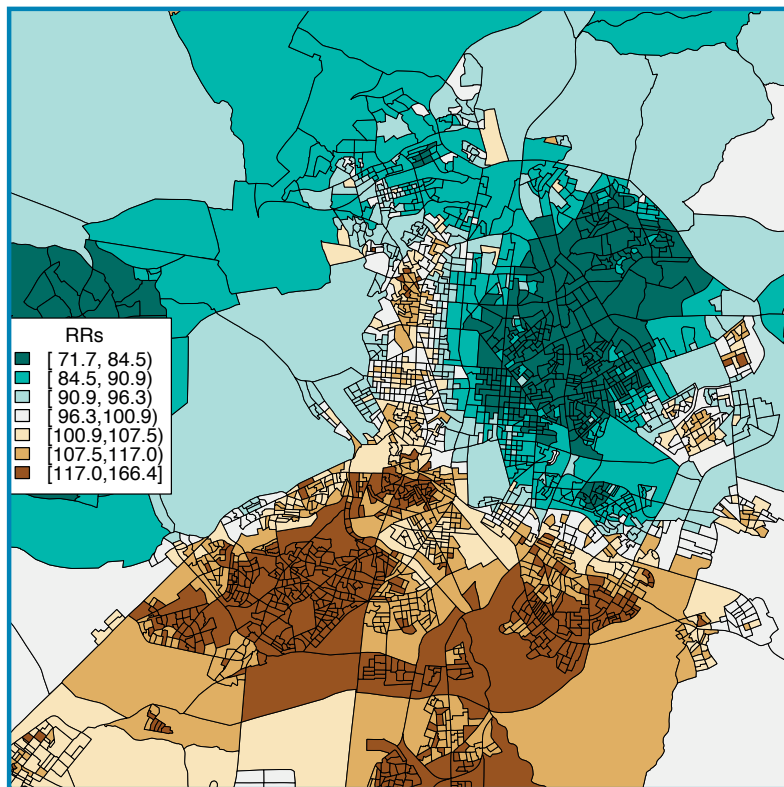 RRs
[ 71.7, 84.5)
[ 84.5, 90.9)
[ 90.9, 96.3)
[ 96.3,100.9)
[100.9,107.5)
[107.5,117.0)
[117.0,166.4]